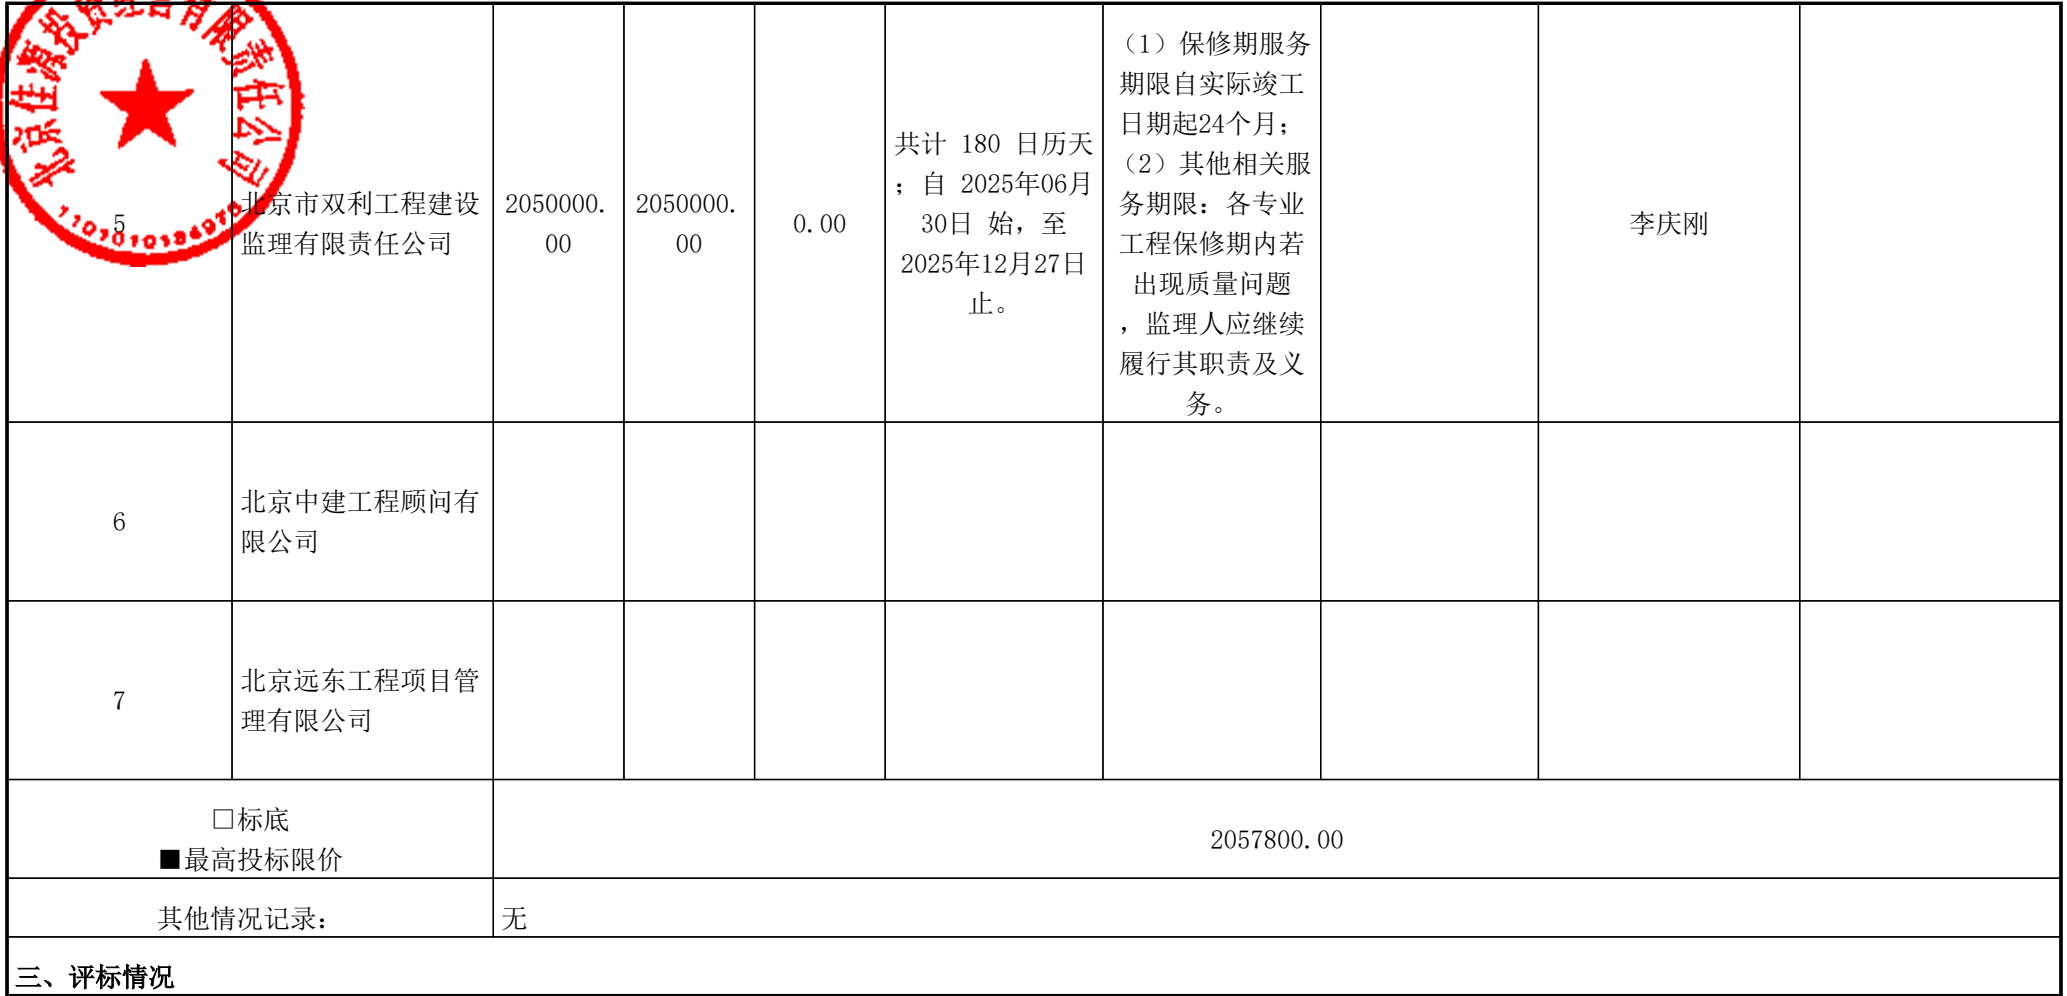 北京佳源投资经营有限责任公司
5
北京市双利工程建设
监理有限责任公司
2050000.
00
2050000.
00
0.00
共计 180 日历天
；自 2025年06月
30日 始，至
2025年12月27日
止。
（1）保修期服务
期限自实际竣工
日期起24个月；
（2）其他相关服
务期限：各专业
工程保修期内若
出现质量问题
，监理人应继续
履行其职责及义
务。
李庆刚
6
北京中建工程顾问有
限公司
7
北京远东工程项目管
理有限公司
□标底
■最高投标限价
2057800.00
其他情况记录：
无
三、评标情况